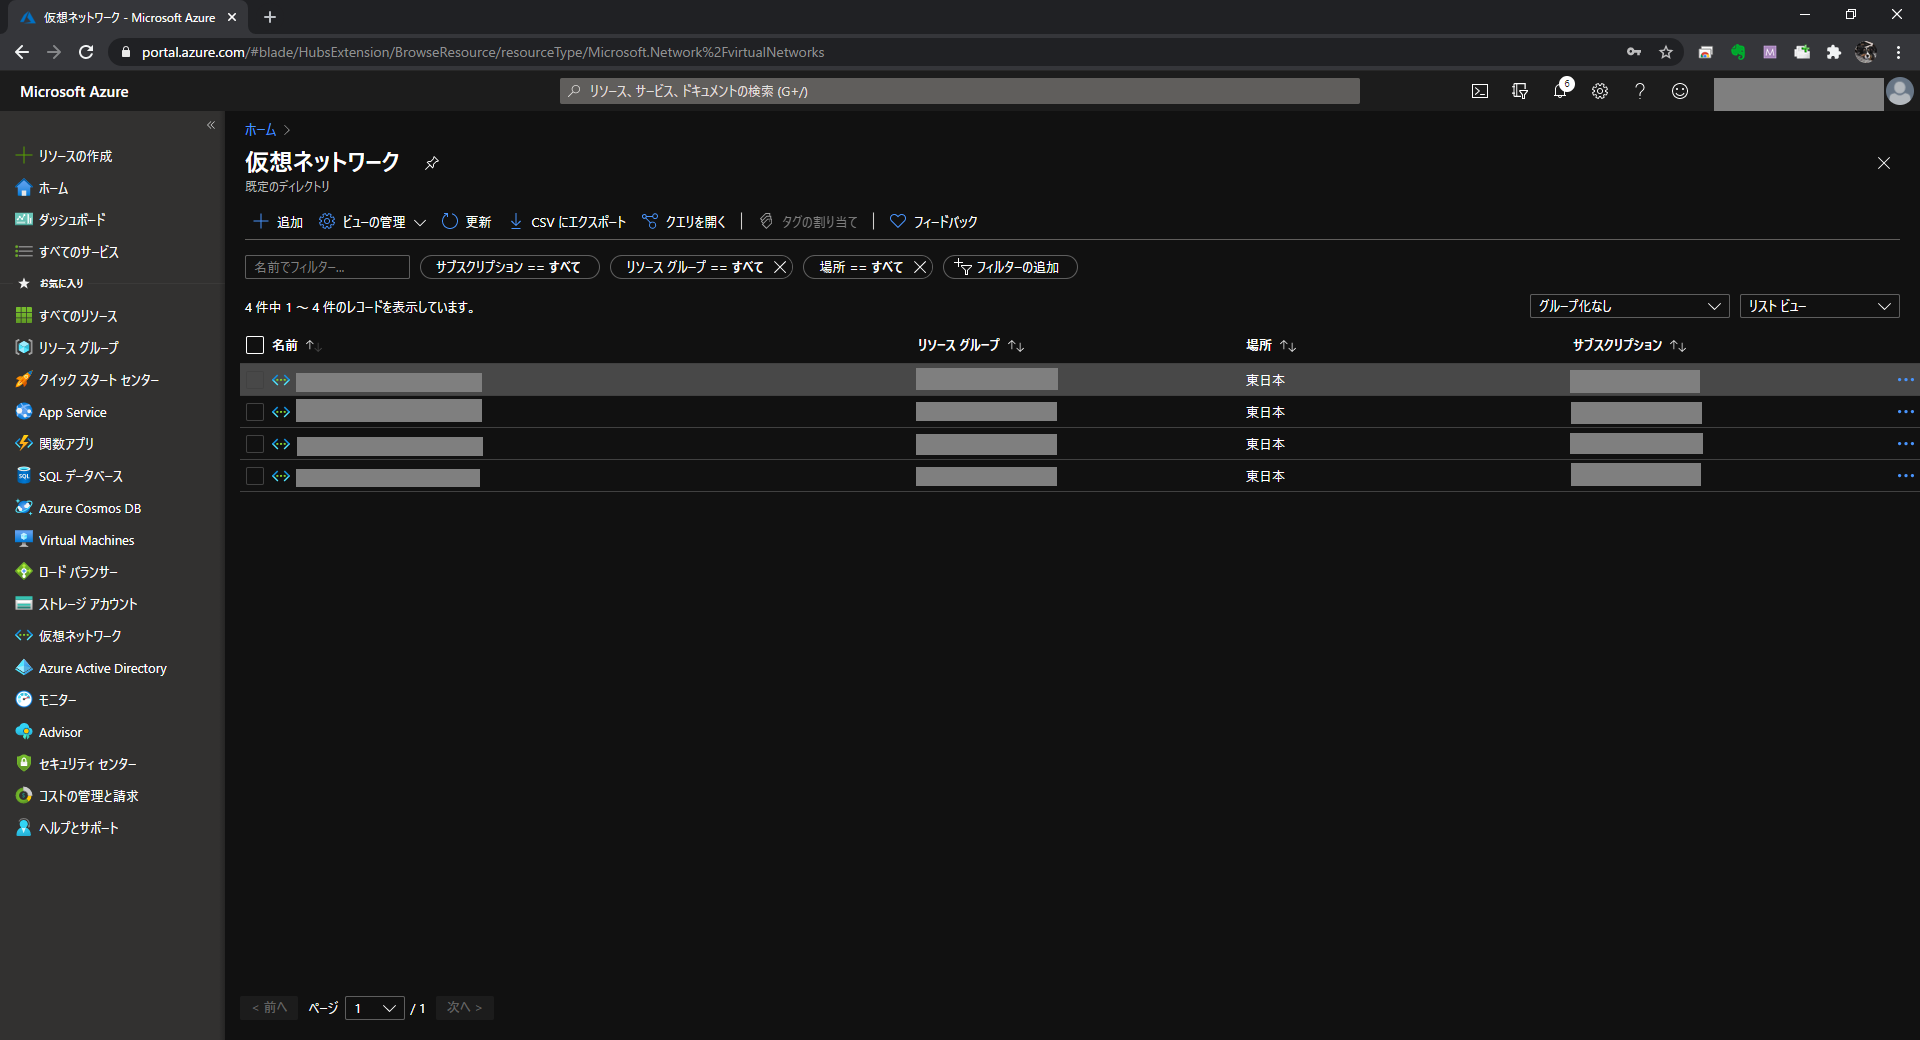 仮想ネットワーク - Microsoft Azure
portal.azure.com/#blade/HubsExtension/BrowseResource/resourceType/Microsoft.Network%2FvirtualNetworks
Microsoft Azure
リソース、サービス、ドキュメントの検索 (G+/)
6
リソースの作成
ホーム
ダッシュボード
すべてのサービス
お気に入り
すべてのリソース
リソース グループ
クイック スタート センター
App Service
関数アプリ
SQL データベース
Azure Cosmos DB
Virtual Machines
ロード バランサー
ストレージ アカウント
仮想ネットワーク
Azure Active Directory
モニター
Advisor
セキュリティ センター
コストの管理と請求
ヘルプとサポート
ホーム >
仮想ネットワーク
既定のディレクトリ
追加 ビューの管理 更新 CSV にエクスポート クエリを開く タグの割り当て フィードバック
名前でフィルター... サブスクリプション == すべて リソース グループ == すべて 場所 == すべて フィルターの追加
4 件中 1 ～ 4 件のレコードを表示しています。 グループ化なし リスト ビュー
名前 リソース グループ 場所 サブスクリプション
東日本
東日本
東日本
東日本
< 前へ ページ 1 / 1 次へ >